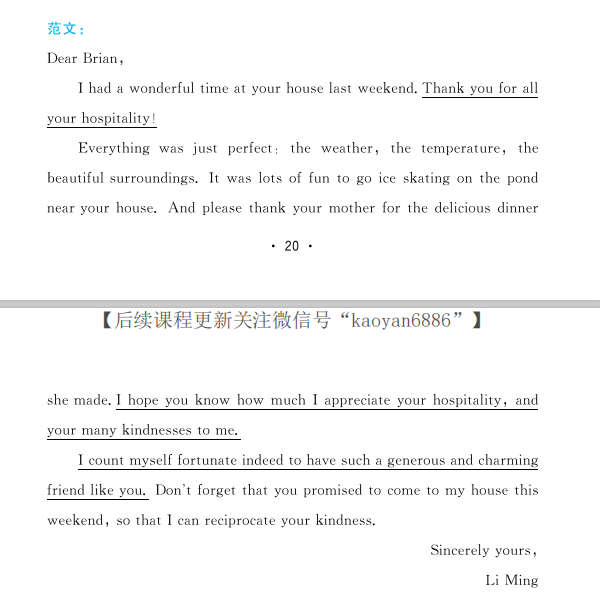 范文：
Dear Brian,
I had a wonderful time at your house last weekend. Thank you for all
your hospitality!
Everything was just perfect: the weather, the temperature, the
beautiful surroundings. It was lots of fun to go ice skating on the pond
near your house. And please thank your mother for the delicious dinner
· 20 ·
【后续课程更新关注微信号“kaoyan6886”】
she made. I hope you know how much I appreciate your hospitality, and
your many kindnesses to me.
I count myself fortunate indeed to have such a generous and charming
friend like you. Don't forget that you promised to come to my house this
weekend, so that I can reciprocate your kindness.
Sincerely yours,
Li Ming